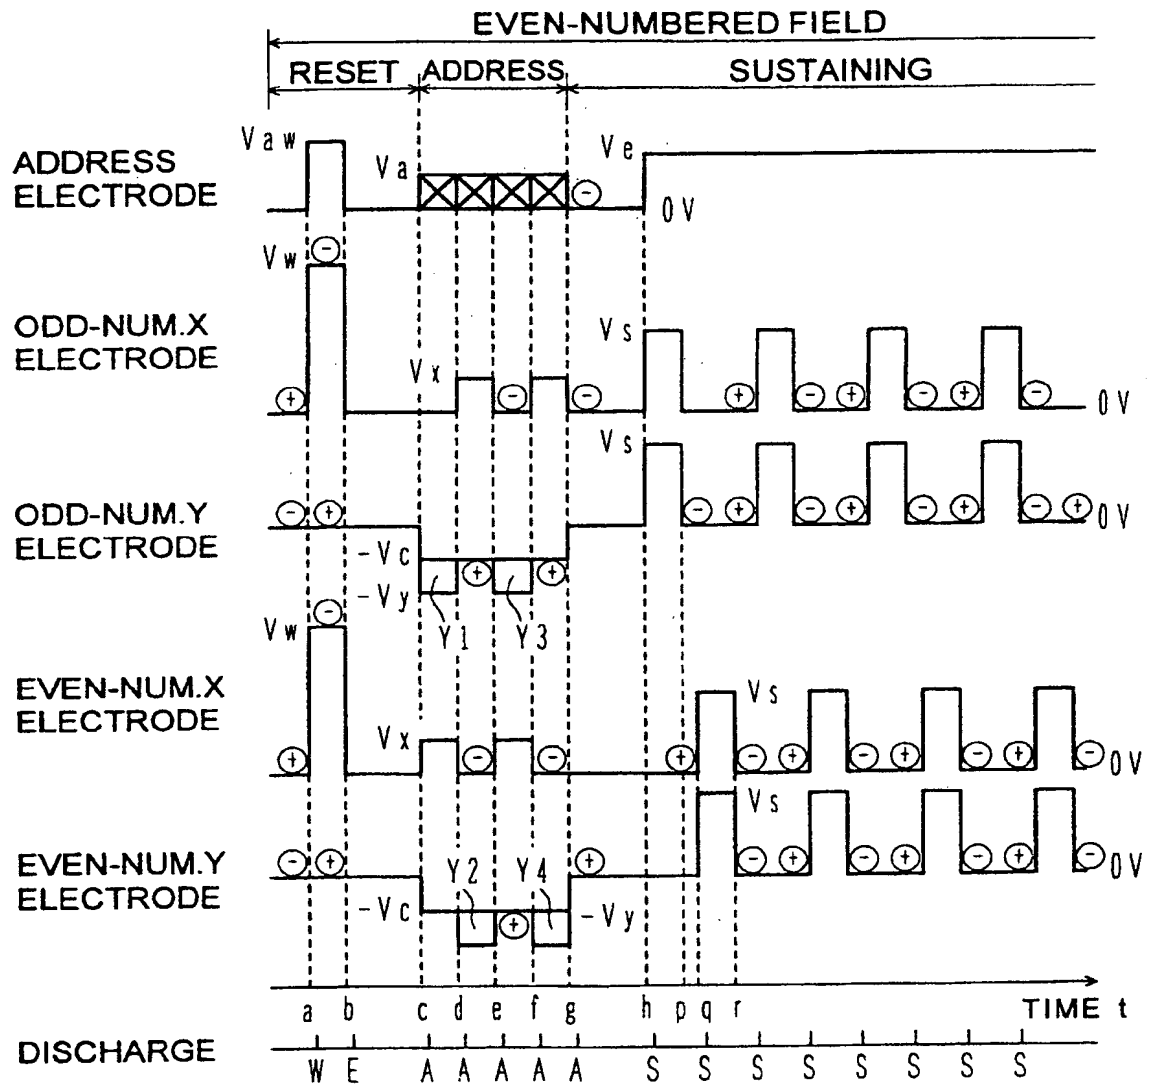 EVEN-NUMBERED FIELD
RESET ADDRESS SUSTAINING
Vaw
ADDRESS
ELECTRODE
Va
Ve
-
0V
Vw
-
ODD-NUM.X
ELECTRODE
Vs
Vx
+ - - + - + - + -
0V
Vs
ODD-NUM.Y
ELECTRODE
- + - + - + - + - +
0V
-Vc
+ +
-Vy
Y1 Y3
Vw
-
EVEN-NUM.X
ELECTRODE
Vs
Vx
+ - - + - + - + - + -
0V
Vs
EVEN-NUM.Y
ELECTRODE
- + + - + - + - + -
0V
Y2 Y4
-Vc
+
-Vy
a b c d e f g h p q r TIME t
DISCHARGE
W E A A A A A S S S S S S S S